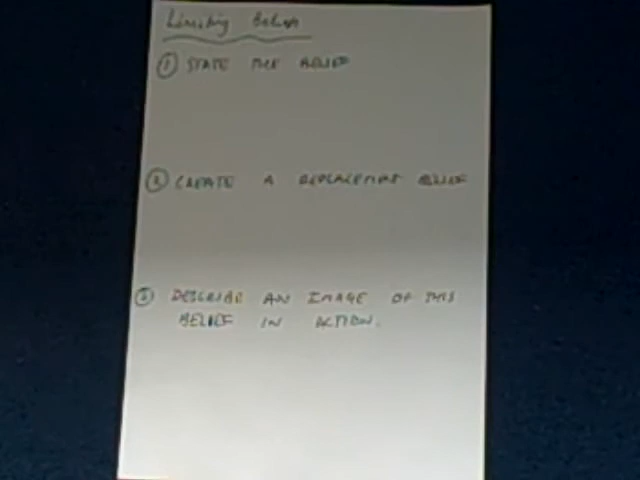 Limiting Beliefs
① STATE THE BELIEF
② CREATE A REPLACEMENT BELIEF
③ DESCRIBE AN IMAGE OF THIS
BELIEF IN ACTION.